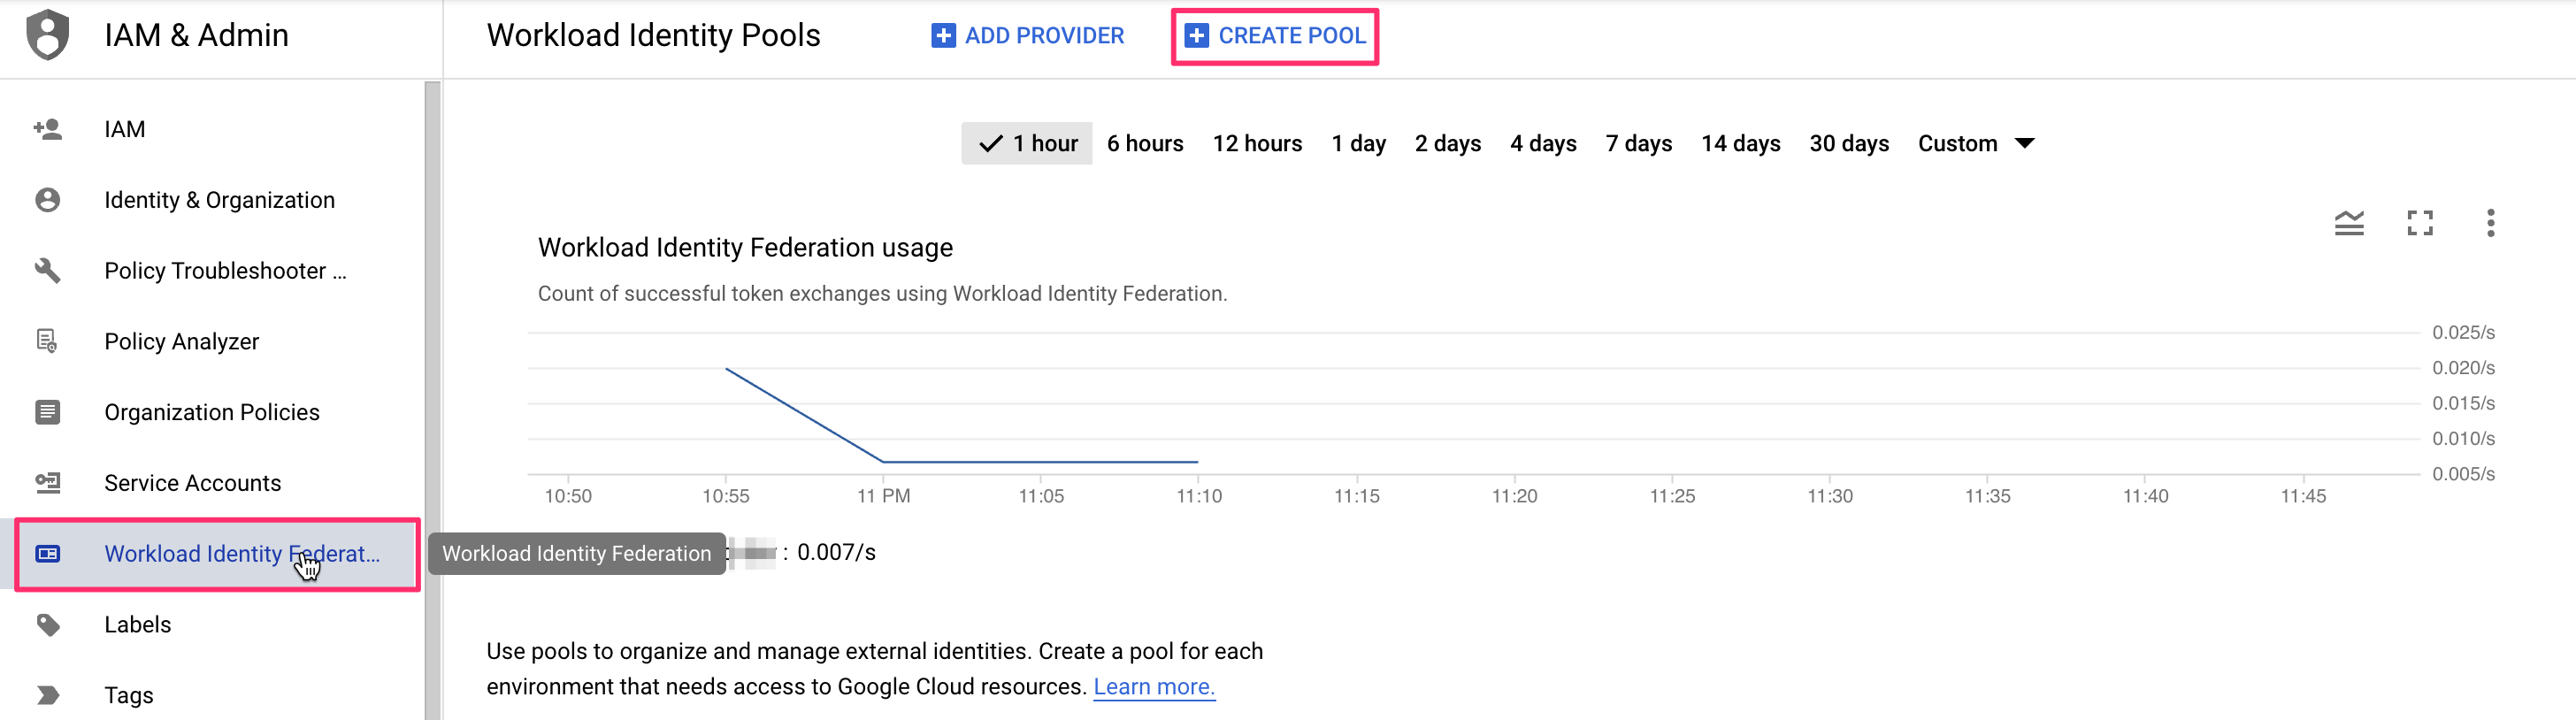 IAM & Admin
Workload Identity Pools
ADD PROVIDER
CREATE POOL
IAM
Identity & Organization
Policy Troubleshooter ...
Policy Analyzer
Organization Policies
Service Accounts
Workload Identity Federat...
Labels
Tags
1 hour 6 hours 12 hours 1 day 2 days 4 days 7 days 14 days 30 days Custom
Workload Identity Federation usage
Count of successful token exchanges using Workload Identity Federation.
0.025/s
0.020/s
0.015/s
0.010/s
0.005/s
10:50 10:55 11 PM 11:05 11:10 11:15 11:20 11:25 11:30 11:35 11:40 11:45
Workload Identity Federation : 0.007/s
Use pools to organize and manage external identities. Create a pool for each
environment that needs access to Google Cloud resources. Learn more.